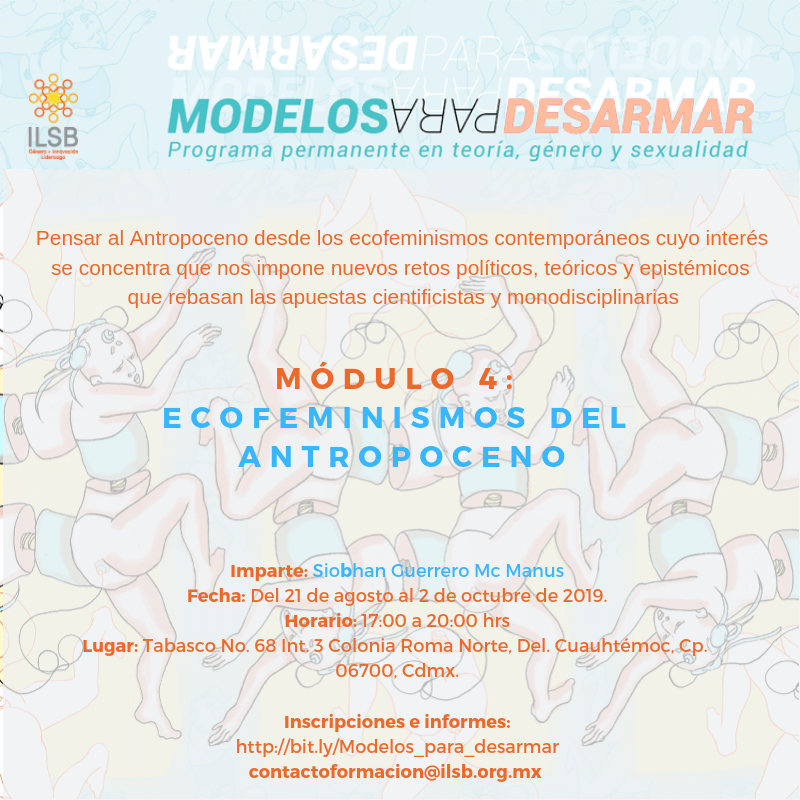 DESARMAR PARA MODELOS
MODELOS PARA DESARMAR
MODELOS PARA DESARMAR
Programa permanente en teoría, género y sexualidad
ILSB
Género + Innovación
Liderazgo
Pensar al Antropoceno desde los ecofeminismos contemporáneos cuyo interés
se concentra que nos impone nuevos retos políticos, teóricos y epistémicos
que rebasan las apuestas cientificistas y monodisciplinarias
MÓDULO 4:
ECOFEMINISMOS DEL
ANTROPOCENO
Imparte: Siobhan Guerrero Mc Manus
Fecha: Del 21 de agosto al 2 de octubre de 2019.
Horario: 17:00 a 20:00 hrs
Lugar: Tabasco No. 68 Int. 3 Colonia Roma Norte, Del. Cuauhtémoc, Cp.
06700, Cdmx.
Inscripciones e informes:
http://bit.ly/Modelos_para_desarmar
contactoformacion@ilsb.org.mx